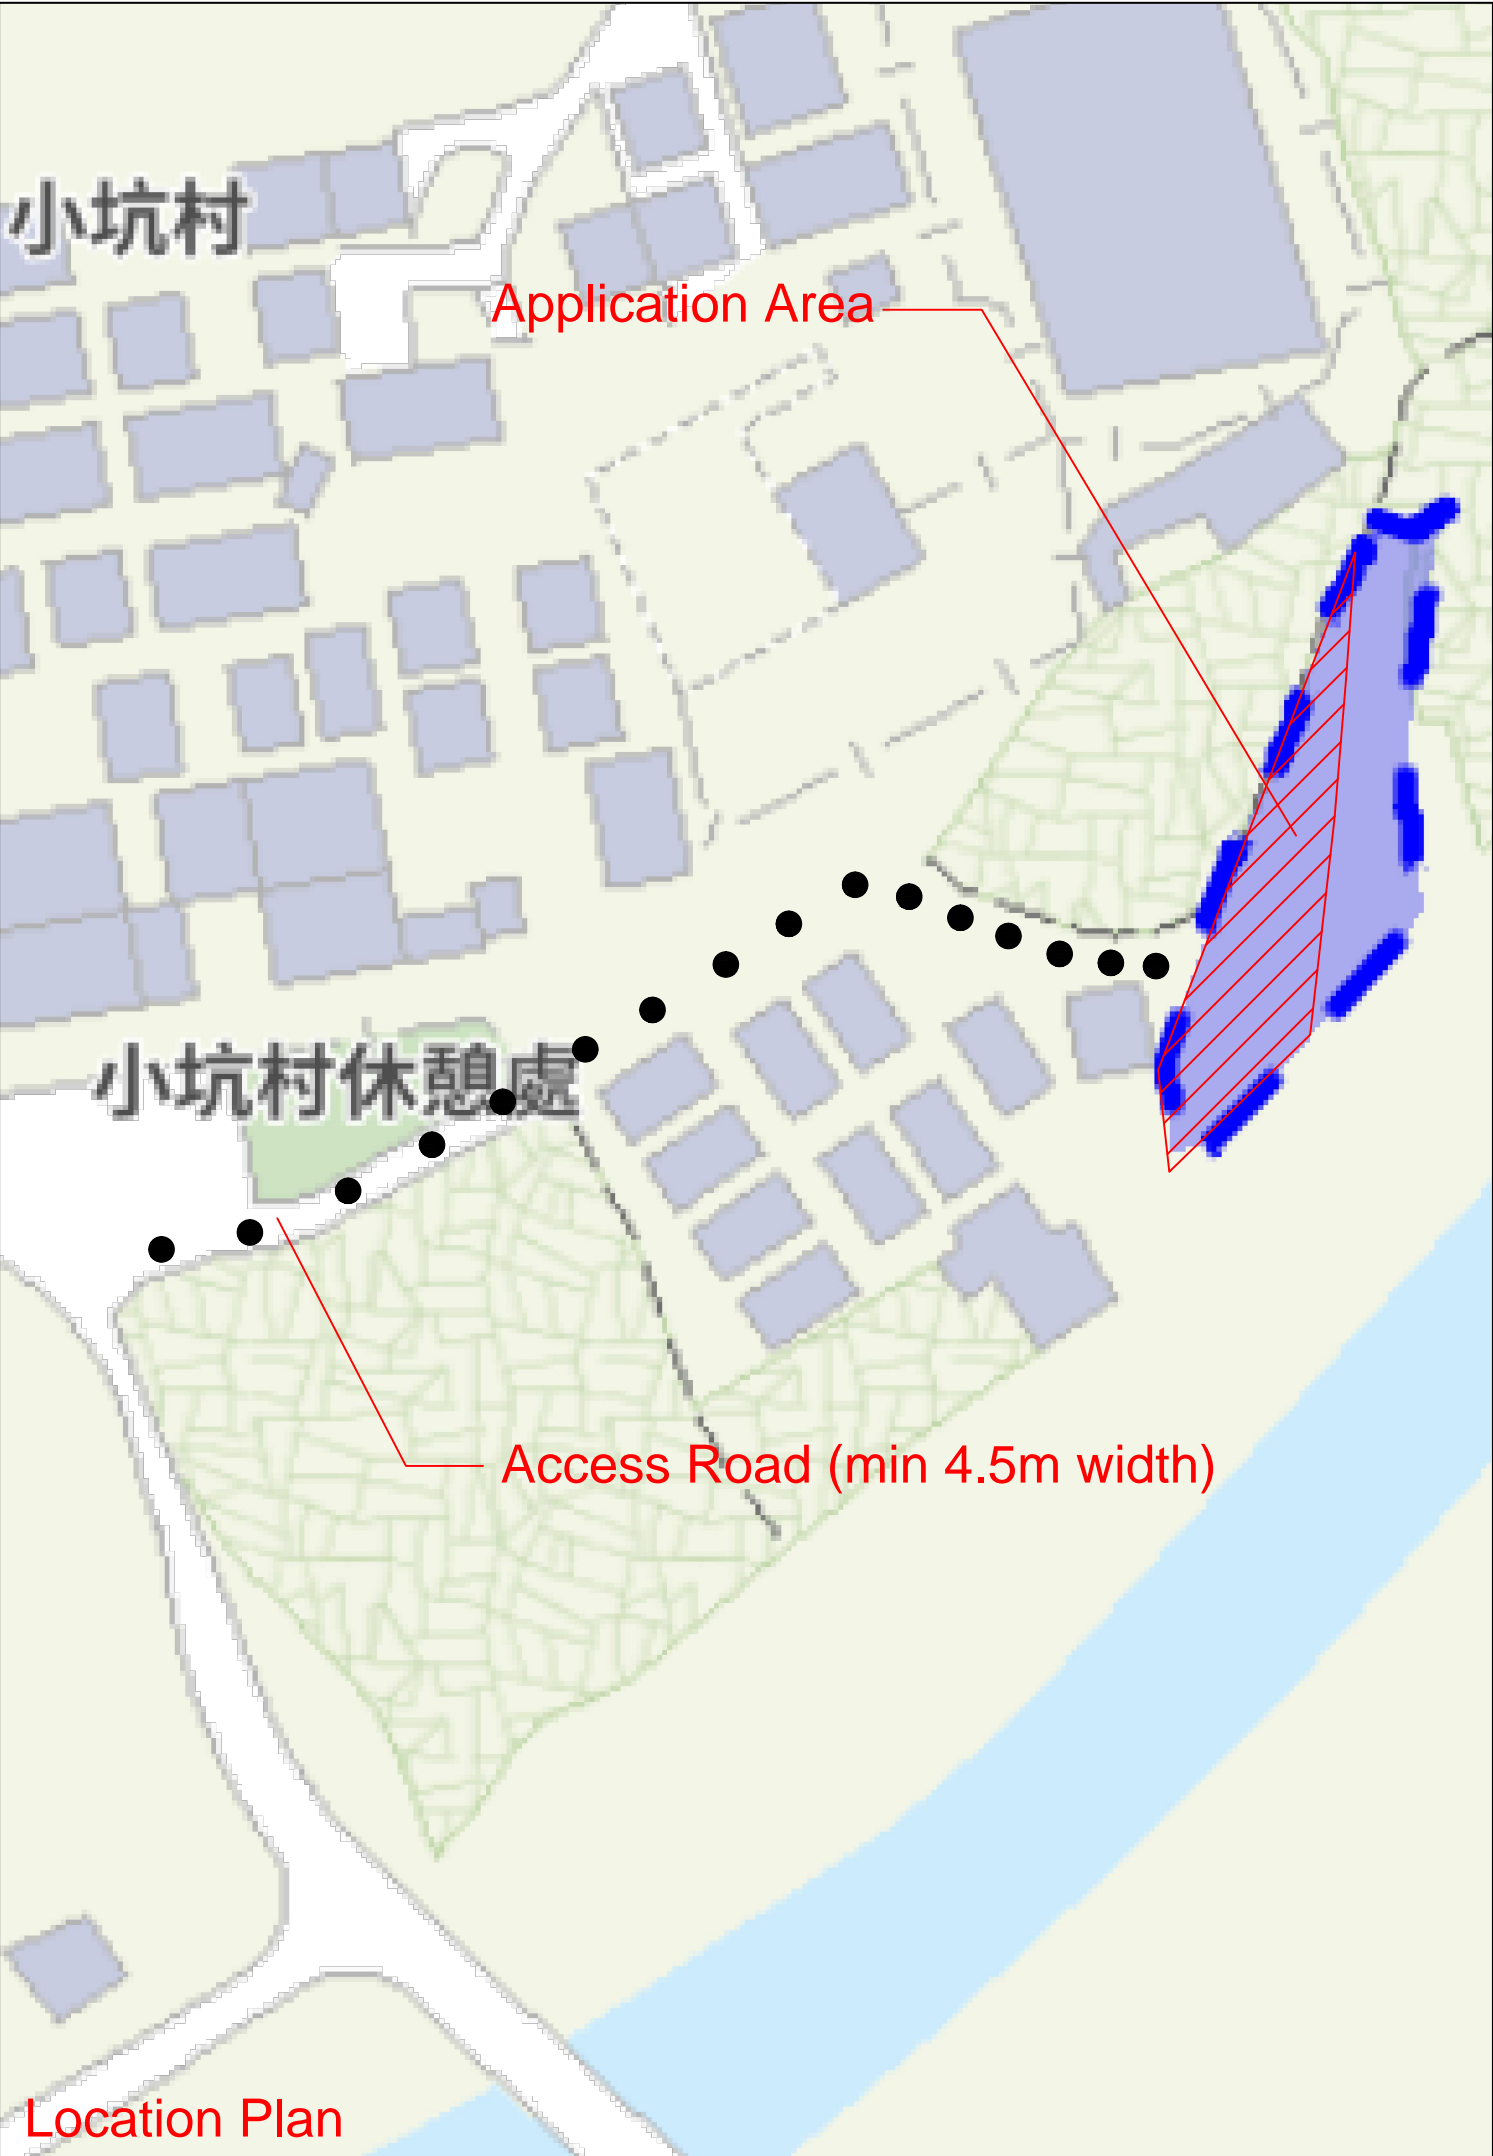 小坑村
Application Area
小坑村休憩處
Access Road (min 4.5m width)
Location Plan